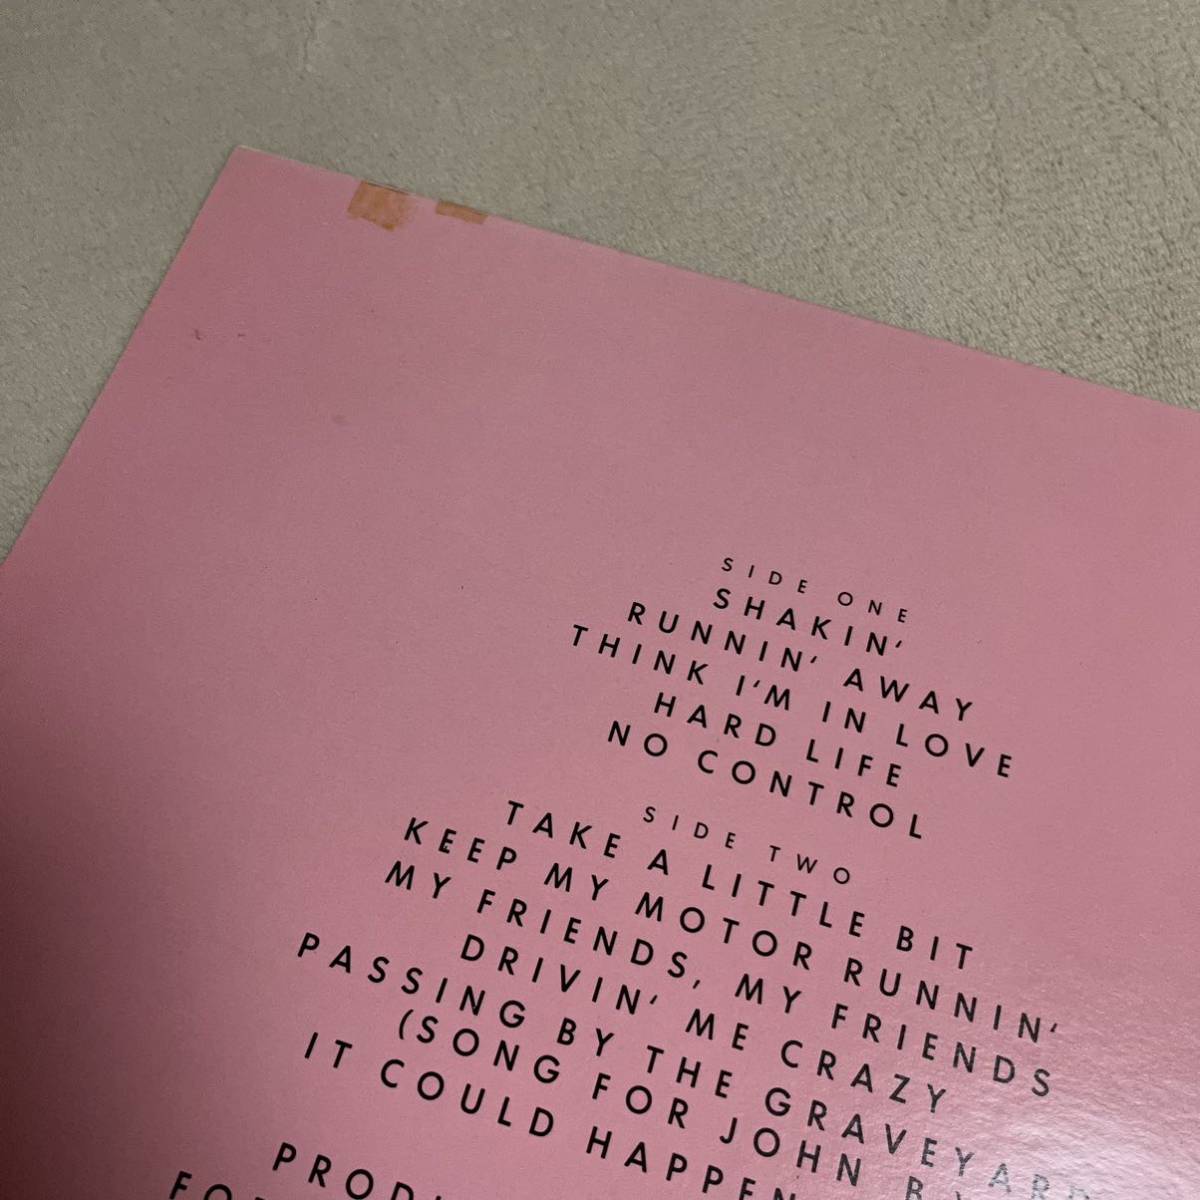 SIDE ONE
SHAKIN'
RUNNIN' AWAY
THINK I'M IN LOVE
HARD LIFE
NO CONTROL
SIDE TWO
TAKE A LITTLE BIT
KEEP MY MOTOR RUNNIN'
MY FRIENDS, MY FRIENDS
DRIVIN' ME CRAZY
PASSING BY THE GRAVEYARD
(SONG FOR JOHN B
IT COULD HAPPEN